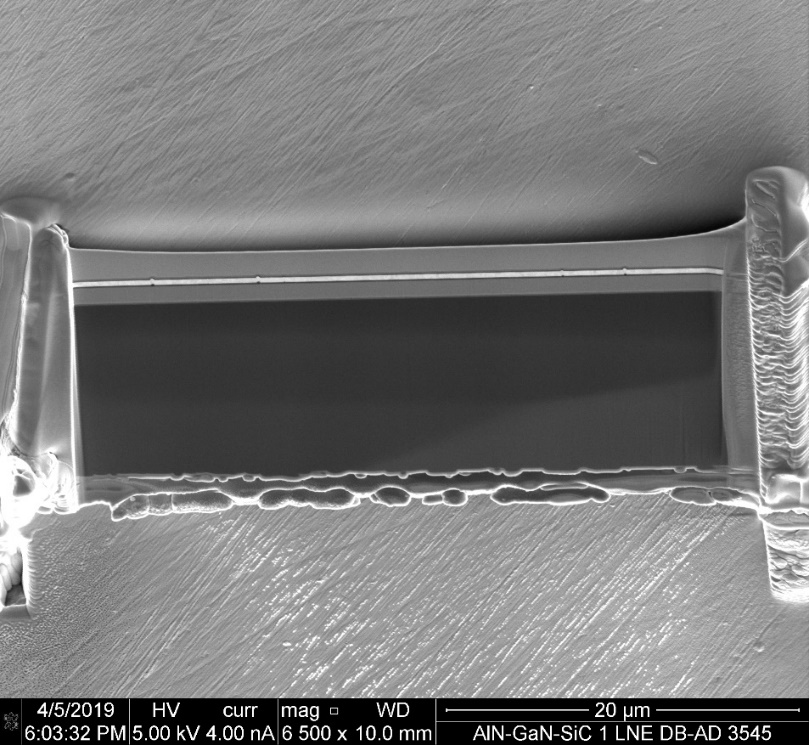 4/5/2019 HV curr mag □ WD 20 µm
6:03:32 PM 5.00 kV 4.00 nA 6 500 x 10.0 mm AlN-GaN-SiC 1 LNE DB-AD 3545